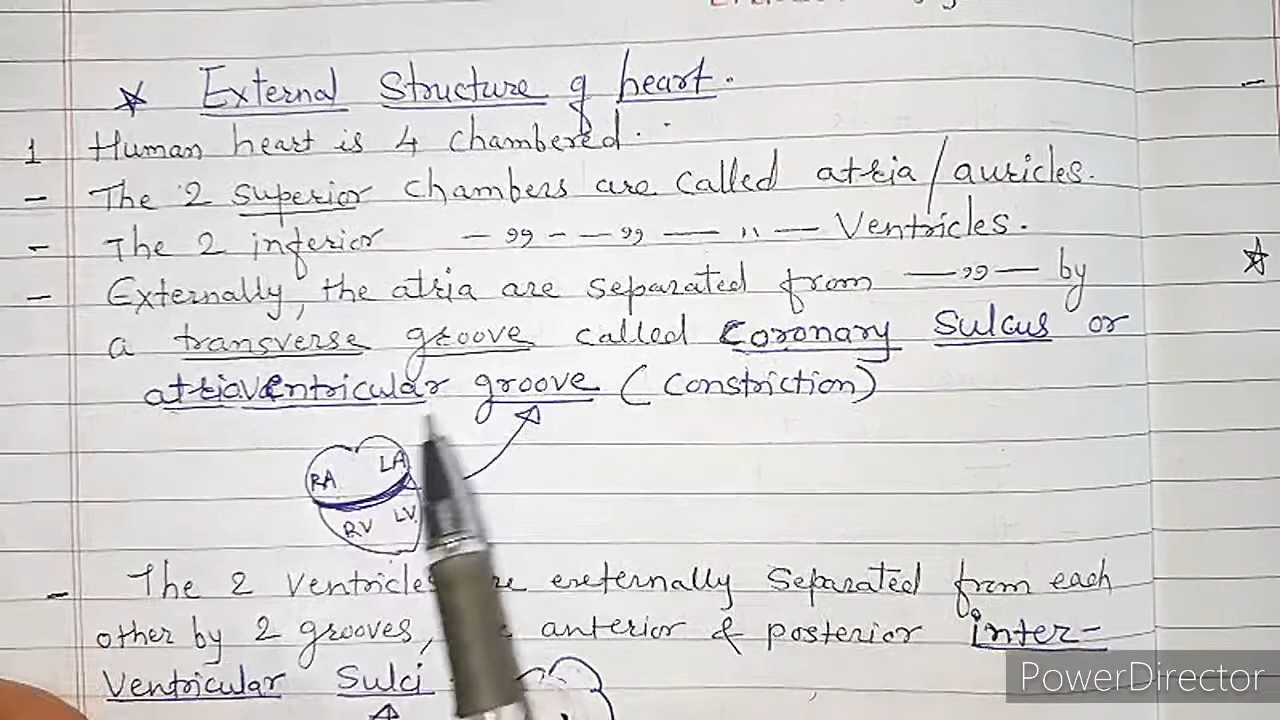 ☆ External Structure of heart.
1 Human heart is 4 chambered.
- The 2 superior chambers are called atria/auricles.
- The 2 inferior —〃— —〃— —〃— Ventricles.
- Externally, the atria are separated from —〃— by
a transverse groove called Coronary Sulcus or
atrioventricular groove (Constriction)
RA LA
RV LV
- The 2 ventricles externally separated from each
other by 2 grooves, anterior & posterior inter-
Ventricular Sulci
PowerDirector